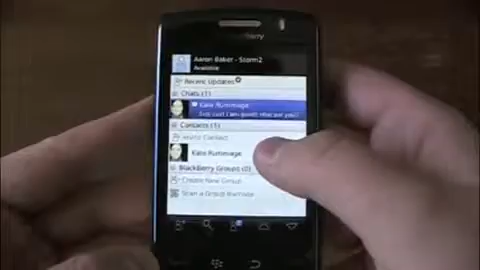 Aaron Baker - Storm2
Available
Recent Updates
Chats (1)
Kate Rummage
Contacts (1)
Invite Contact
Kate Rummage
BlackBerry Groups (0)
Create New Group
Scan a Group Barcode